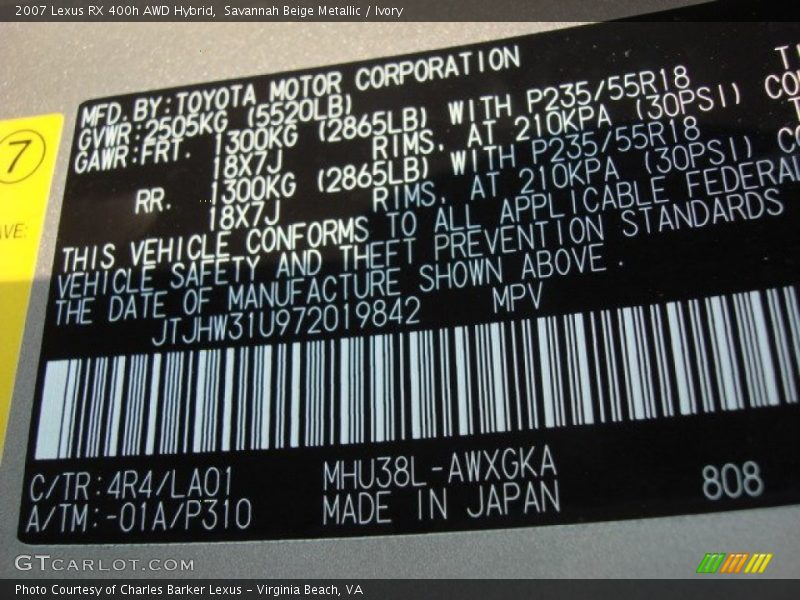 2007 Lexus RX 400h AWD Hybrid, Savannah Beige Metallic / Ivory
7
AVE:
MFD. BY: TOYOTA MOTOR CORPORATION
GVWR: 2505KG (5520LB)
GAWR: FRT. 1300KG (2865LB) WITH P235/55R18
18X7J RIMS, AT 210KPA (30PSI)
RR. 1300KG (2865LB) WITH P235/55R18
18X7J RIMS, AT 210KPA (30PSI)
THIS VEHICLE CONFORMS TO ALL APPLICABLE FEDERAL
VEHICLE SAFETY AND THEFT PREVENTION STANDARDS
THE DATE OF MANUFACTURE SHOWN ABOVE.
JTJHW31U972019842 MPV
C/TR: 4R4/LA01 MHU38L-AWXGKA 808
A/TM: -01A/P310 MADE IN JAPAN
GTCARLOT.COM
Photo Courtesy of Charles Barker Lexus - Virginia Beach, VA